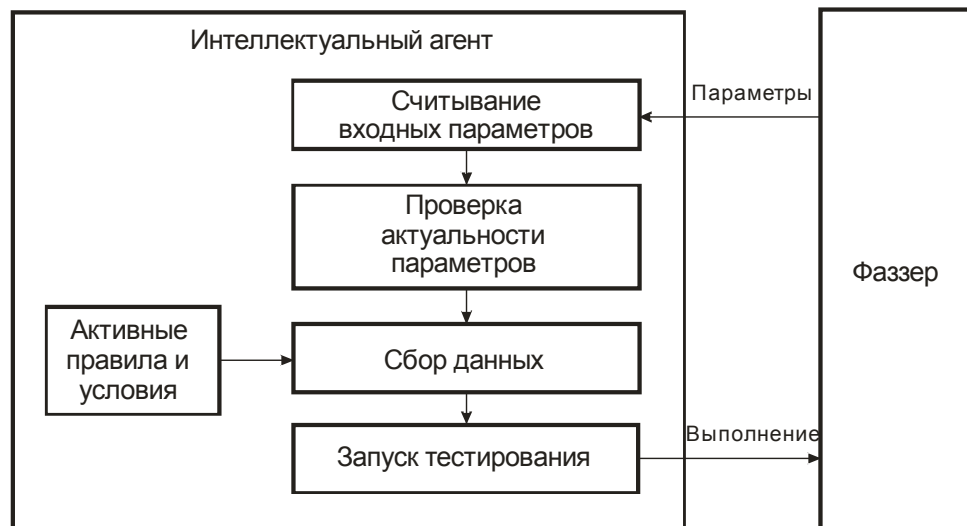 Интеллектуальный агент
Считывание
входных параметров
Параметры
Проверка
актуальности
параметров
Фаззер
Активные
правила и
условия
Сбор данных
Запуск тестирования
Выполнение